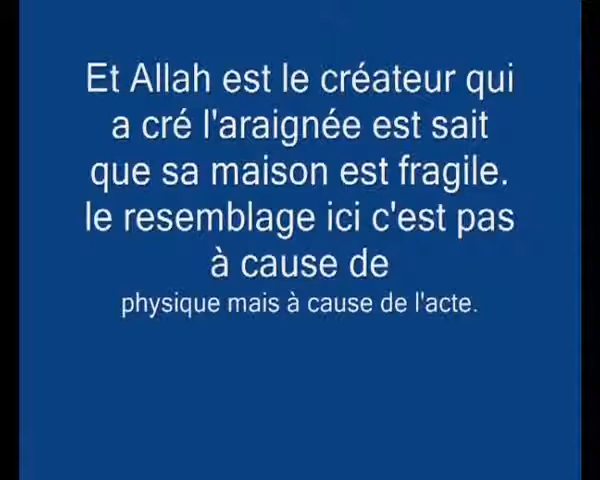 Et Allah est le créateur qui
a cré l'araignée est sait
que sa maison est fragile.
le resemblage ici c'est pas
à cause de
physique mais à cause de l'acte.